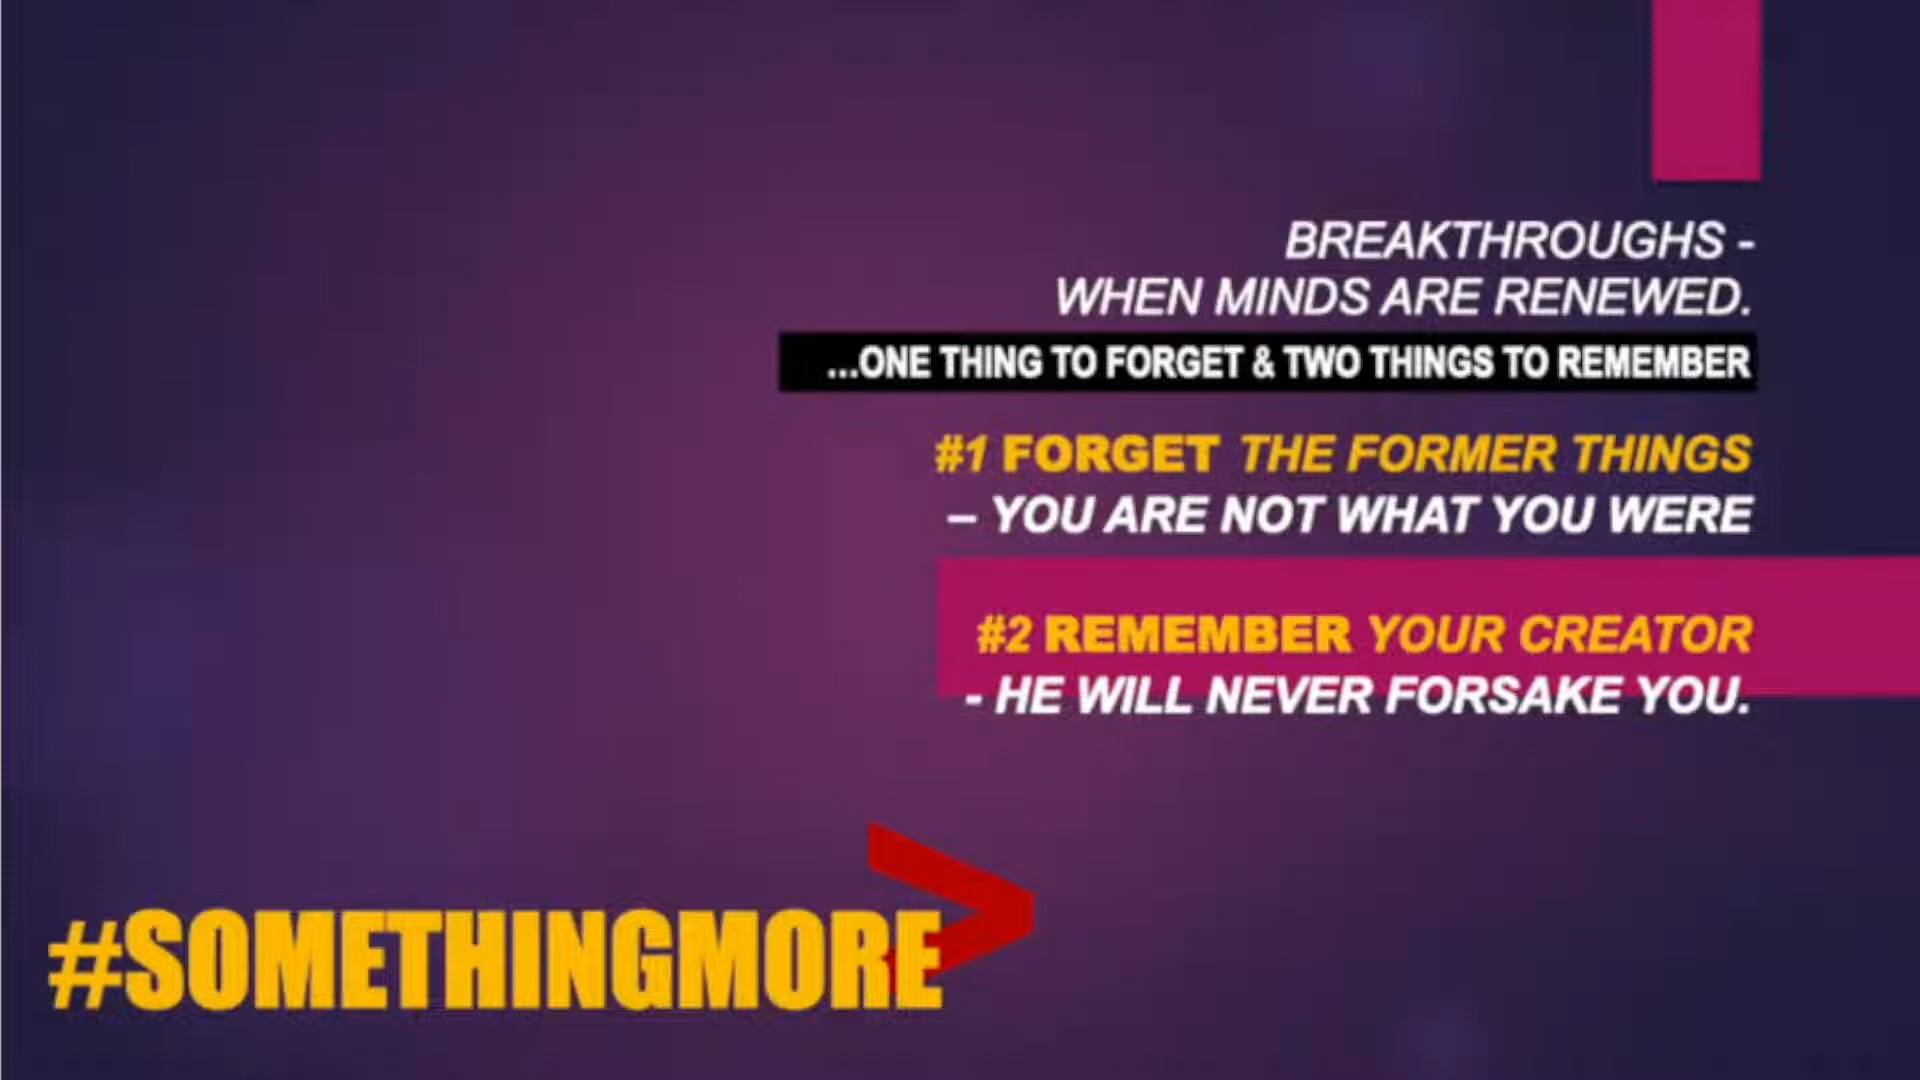 BREAKTHROUGHS -
WHEN MINDS ARE RENEWED.
...ONE THING TO FORGET & TWO THINGS TO REMEMBER
#1 FORGET THE FORMER THINGS
– YOU ARE NOT WHAT YOU WERE
#2 REMEMBER YOUR CREATOR
- HE WILL NEVER FORSAKE YOU.
>
#SOMETHINGMORE